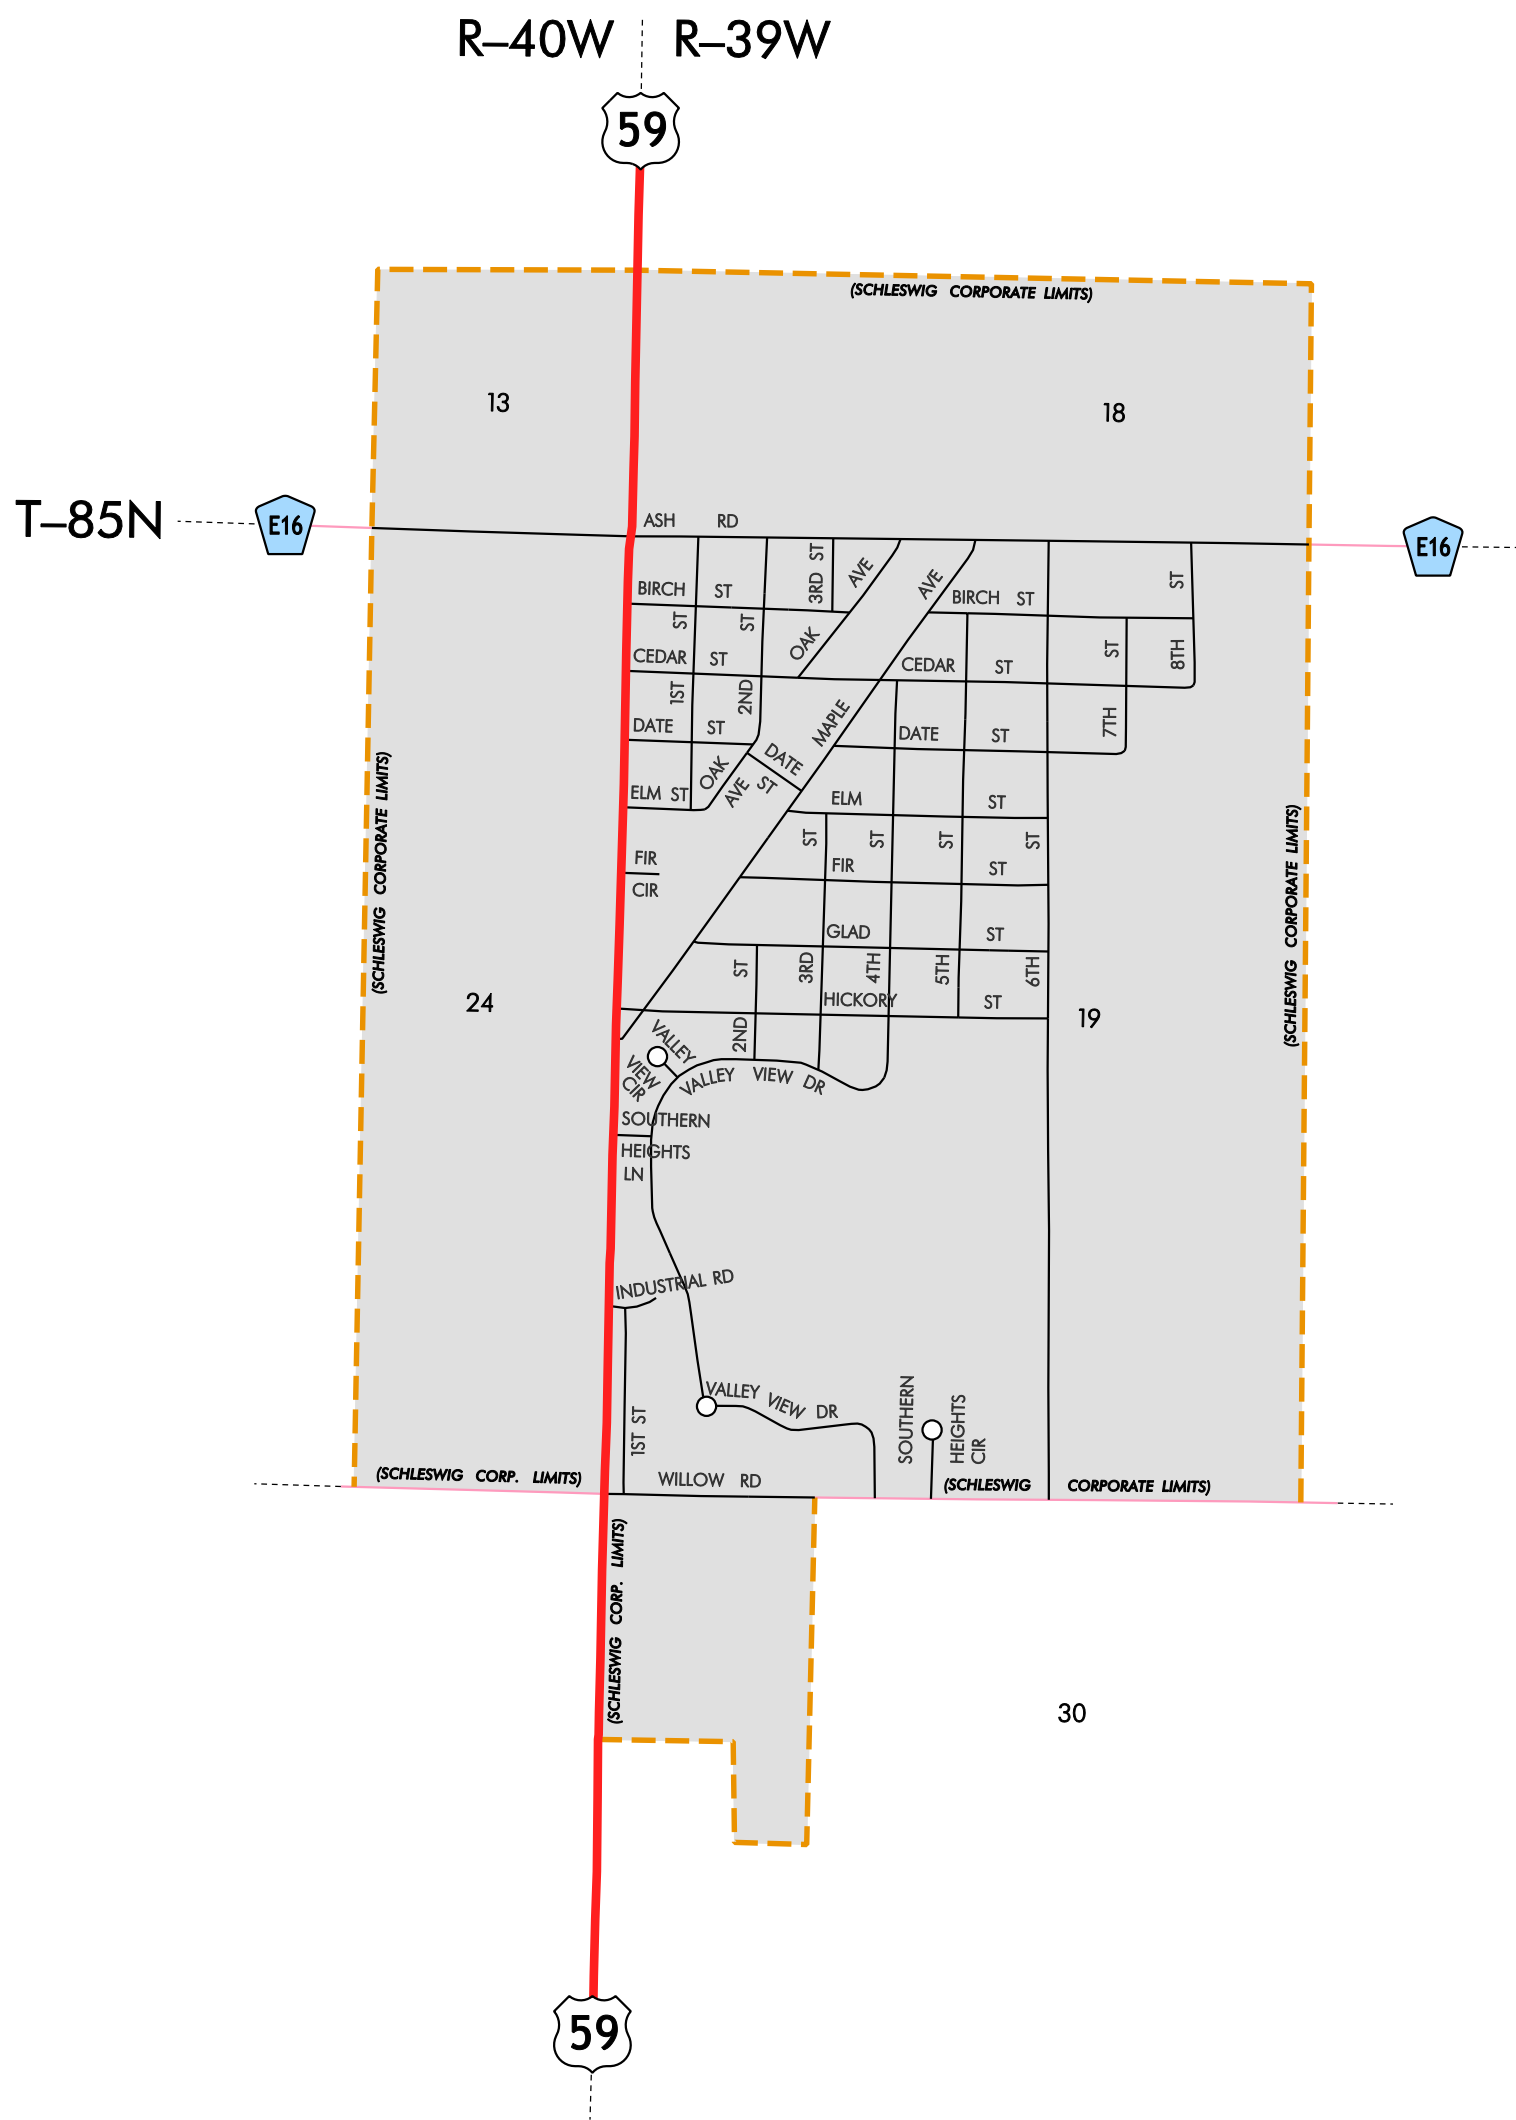 R–40W R–39W
59
(SCHLESWIG CORPORATE LIMITS)
13
18
T–85N
E16
ASH RD
E16
3RD ST
AVE
AVE
ST
BIRCH ST
BIRCH ST
ST
ST
OAK
CEDAR ST
CEDAR ST
ST
8TH
1ST
2ND
MAPLE
7TH
DATE ST
DATE ST
DATE ST
OAK AVE
ELM ST
ELM ST
(SCHLESWIG CORPORATE LIMITS)
(SCHLESWIG CORPORATE LIMITS)
ST
ST
ST
ST
FIR CIR
FIR ST
GLAD ST
ST
3RD
4TH
5TH
6TH
24
HICKORY ST
19
2ND
VALLEY VIEW CIR
VALLEY VIEW DR
SOUTHERN
HEIGHTS
LN
INDUSTRIAL RD
VALLEY VIEW DR
1ST ST
SOUTHERN
HEIGHTS
CIR
(SCHLESWIG CORP. LIMITS)
WILLOW RD
(SCHLESWIG CORPORATE LIMITS)
(SCHLESWIG CORP. LIMITS)
30
59